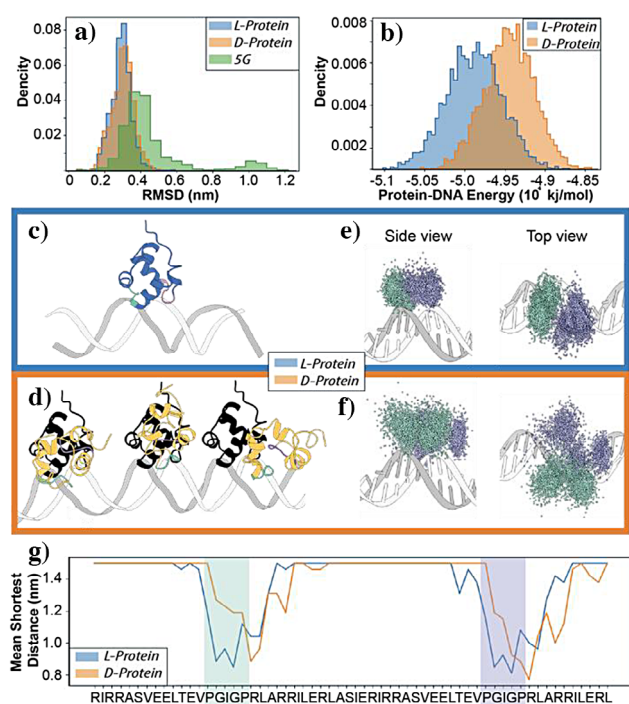 a)
L-Protein
D-Protein
5G
Dencity
0.08
0.06
0.04
0.02
0 0.2 0.4 0.6 0.8 1.0 1.2
RMSD (nm)
b)
L-Protein
D-Protein
Dencity
0.008
0.006
0.004
0.002
-5.1 -5.05 -5.0 -4.95 -4.9 -4.85
Protein-DNA Energy (10 kj/mol)
c)
e)
Side view
Top view
L-Protein
D-Protein
d)
f)
g)
Mean Shortest
Distance (nm)
1.4
1.2
1.0
0.8
L-Protein
D-Protein
RIRRASVEELTEVPGIGPRLARRILERLASIERIRRASVEELTEVPGIGPRLARRILERL